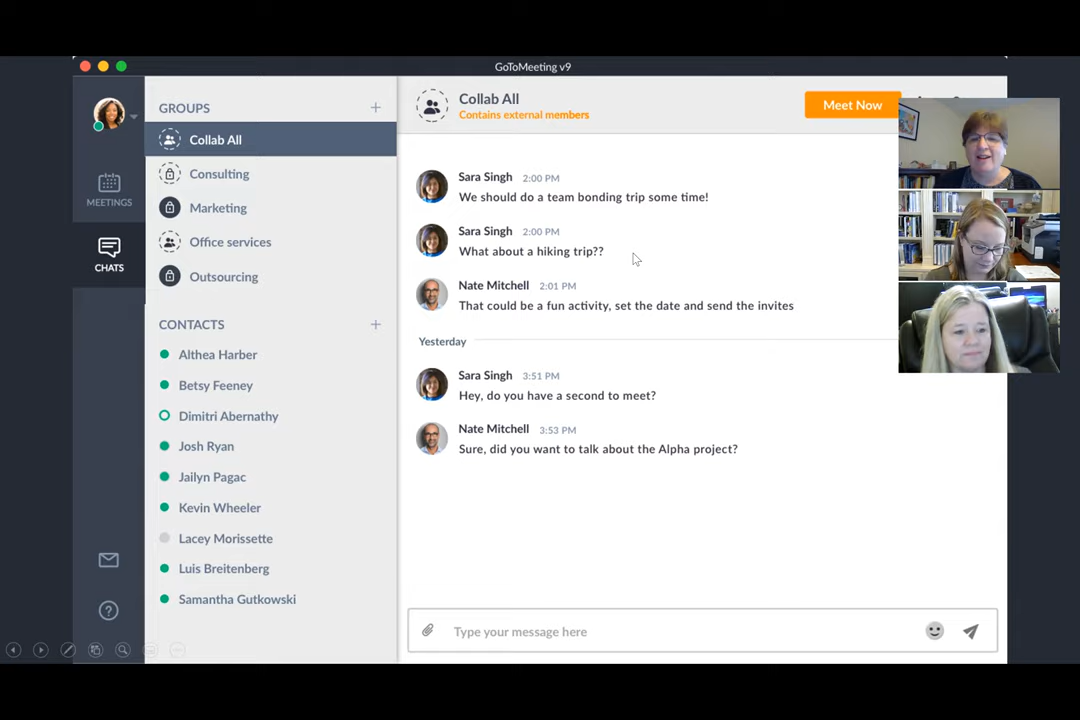 GoToMeeting v9
MEETINGS
CHATS
GROUPS
Collab All
Consulting
Marketing
Office services
Outsourcing
CONTACTS
Althea Harber
Betsy Feeney
Dimitri Abernathy
Josh Ryan
Jailyn Pagac
Kevin Wheeler
Lacey Morissette
Luis Breitenberg
Samantha Gutkowski
Collab All
Contains external members
Meet Now
Sara Singh 2:00 PM
We should do a team bonding trip some time!
Sara Singh 2:00 PM
What about a hiking trip??
Nate Mitchell 2:01 PM
That could be a fun activity, set the date and send the invites
Yesterday
Sara Singh 3:51 PM
Hey, do you have a second to meet?
Nate Mitchell 3:53 PM
Sure, did you want to talk about the Alpha project?
Type your message here